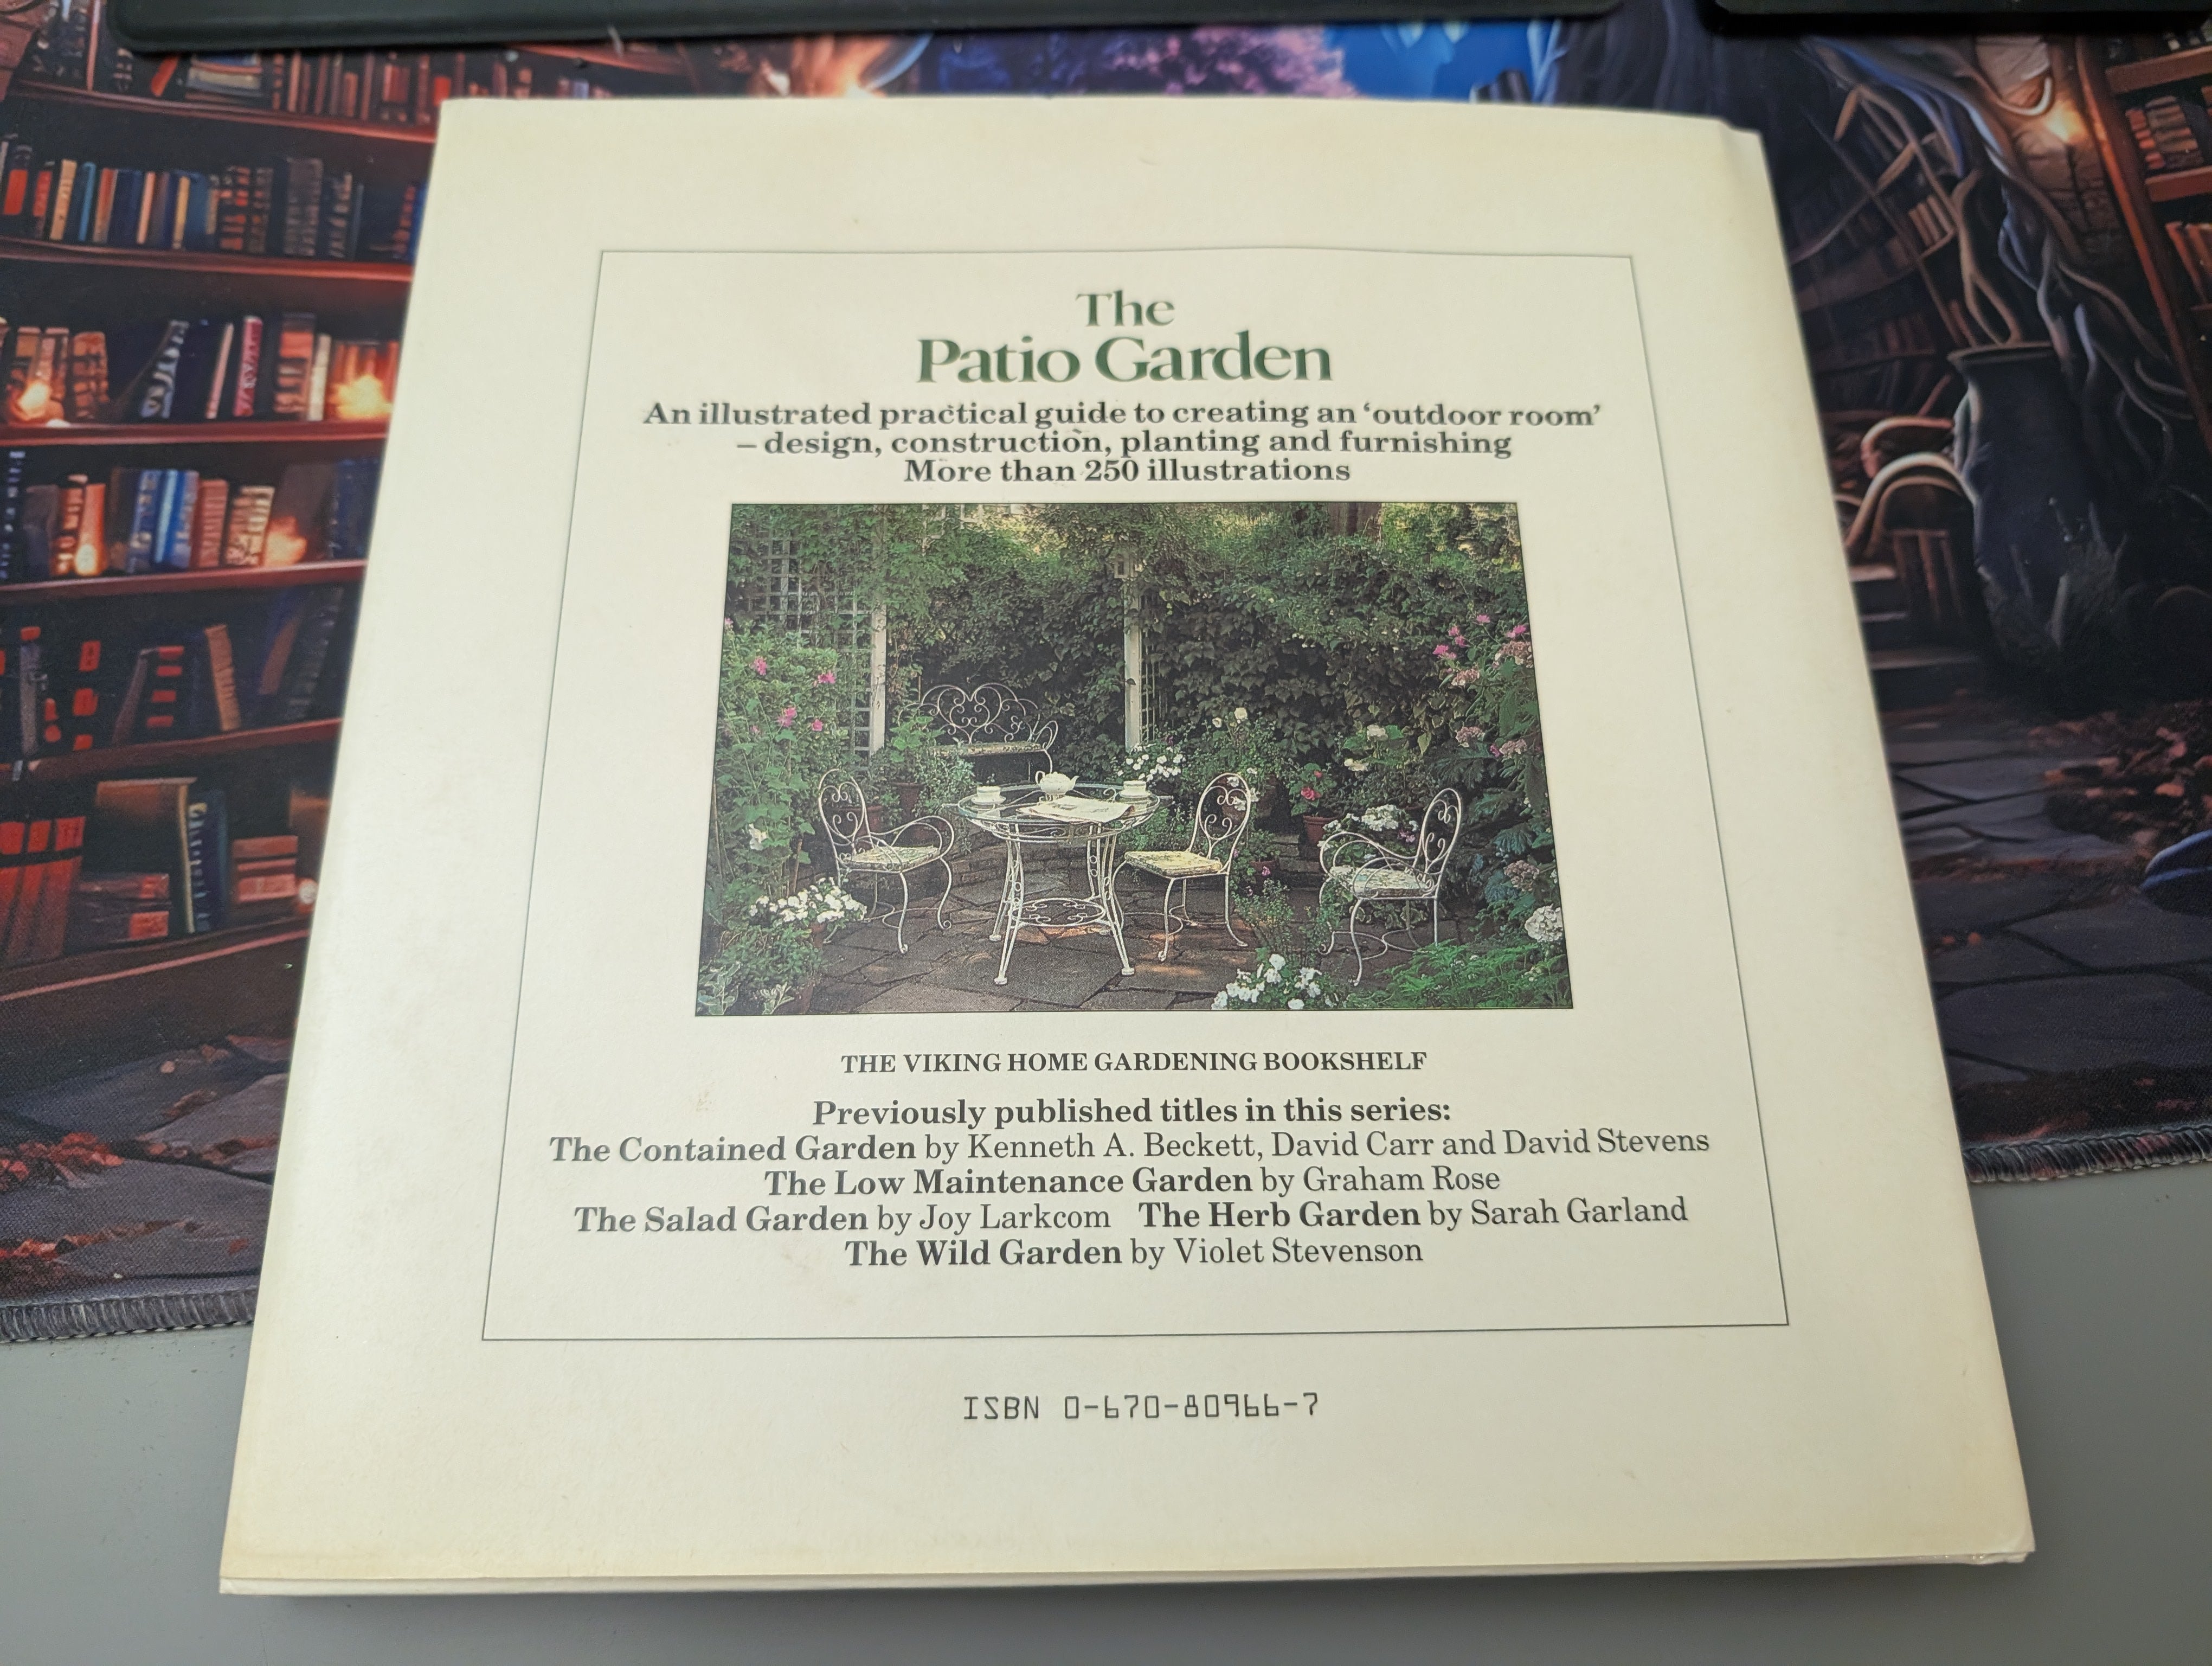 The
Patio Garden
An illustrated practical guide to creating an ‘outdoor room’
– design, construction, planting and furnishing
More than 250 illustrations
THE VIKING HOME GARDENING BOOKSHELF
Previously published titles in this series:
The Contained Garden by Kenneth A. Beckett, David Carr and David Stevens
The Low Maintenance Garden by Graham Rose
The Salad Garden by Joy Larkcom The Herb Garden by Sarah Garland
The Wild Garden by Violet Stevenson
ISBN 0-670-80966-7